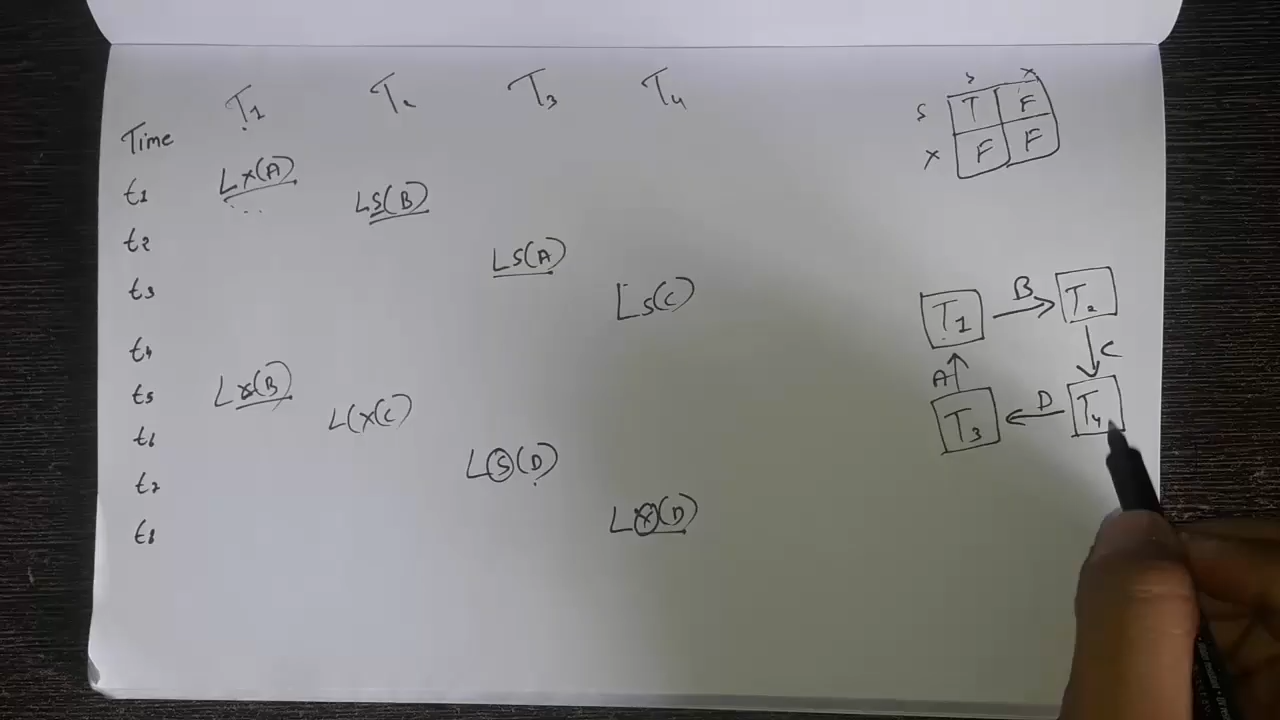 T1 T2 T3 T4
Time
t1 LX(A)
LS(B)
t2
LS(A)
t3 LS(C)
t4
t5 LX(B)
L(X(C)
t6
LS(D)
t7
t8 LX(D)
S X
S T F
X F F
T1 B T2
A C
T3 D T4